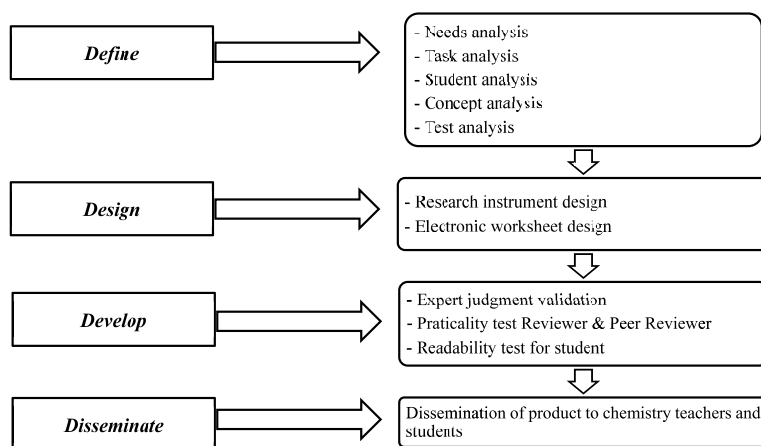 Define
- Needs analysis
- Task analysis
- Student analysis
- Concept analysis
- Test analysis
Design
- Research instrument design
- Electronic worksheet design
Develop
- Expert judgment validation
- Praticality test Reviewer & Peer Reviewer
- Readability test for student
Disseminate
Dissemination of product to chemistry teachers and
students